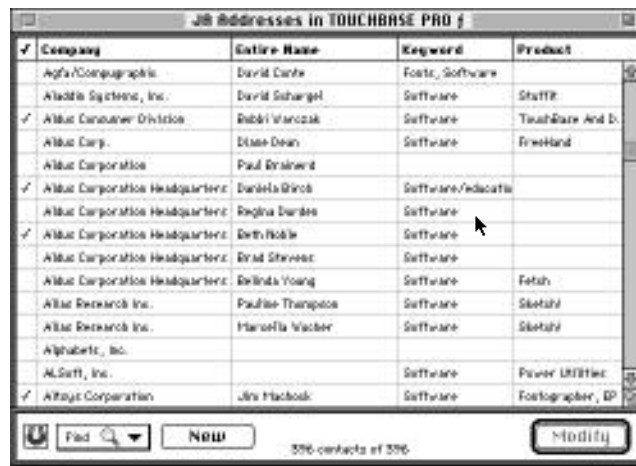 JA Addresses in TOUCHBASE PRO ƒ
✓ Company Entire Name Keyword Product
Agfa/Compugraphic David Cante Fonts, Software
Aladdin Systems, Inc. David Schargel Software StuffIt
✓ Aldus Consumer Division Bobbi Warczak Software TouchBase And D
Aldus Corp. Diane Dean Software FreeHand
Aldus Corporation Paul Brainerd
✓ Aldus Corporation Headquarters Daniela Birch Software/educatio
Aldus Corporation Headquarters Regina Durden Software
✓ Aldus Corporation Headquarters Beth Noble Software
Aldus Corporation Headquarters Brad Stevens Software
Aldus Corporation Headquarters Belinda Young Software Fetch
Alias Research Inc. Pauline Thompson Software Sketch!
Alias Research Inc. Marcella Software Sketch!
Alphabets, Inc.
ALSoft, Inc. Software Power Utilities
✓ Altsys Corporation Jim Software Fontographer, EP
Find New 396 contacts of 396 Modify